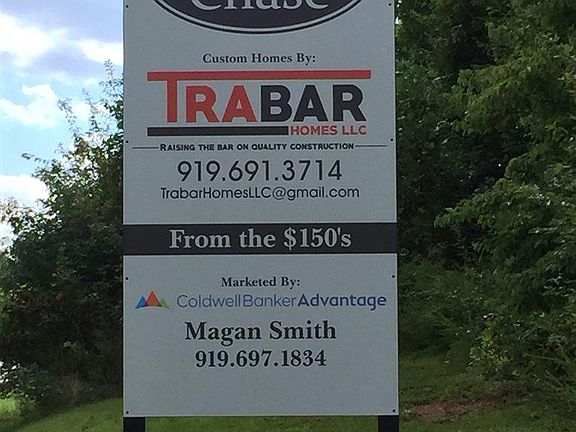 Chase
Custom Homes By:
TRABAR
HOMES LLC
RAISING THE BAR ON QUALITY CONSTRUCTION
919.691.3714
TrabarHomesLLC@gmail.com
From the $150's
Marketed By:
ColdwellBankerAdvantage
Magan Smith
919.697.1834